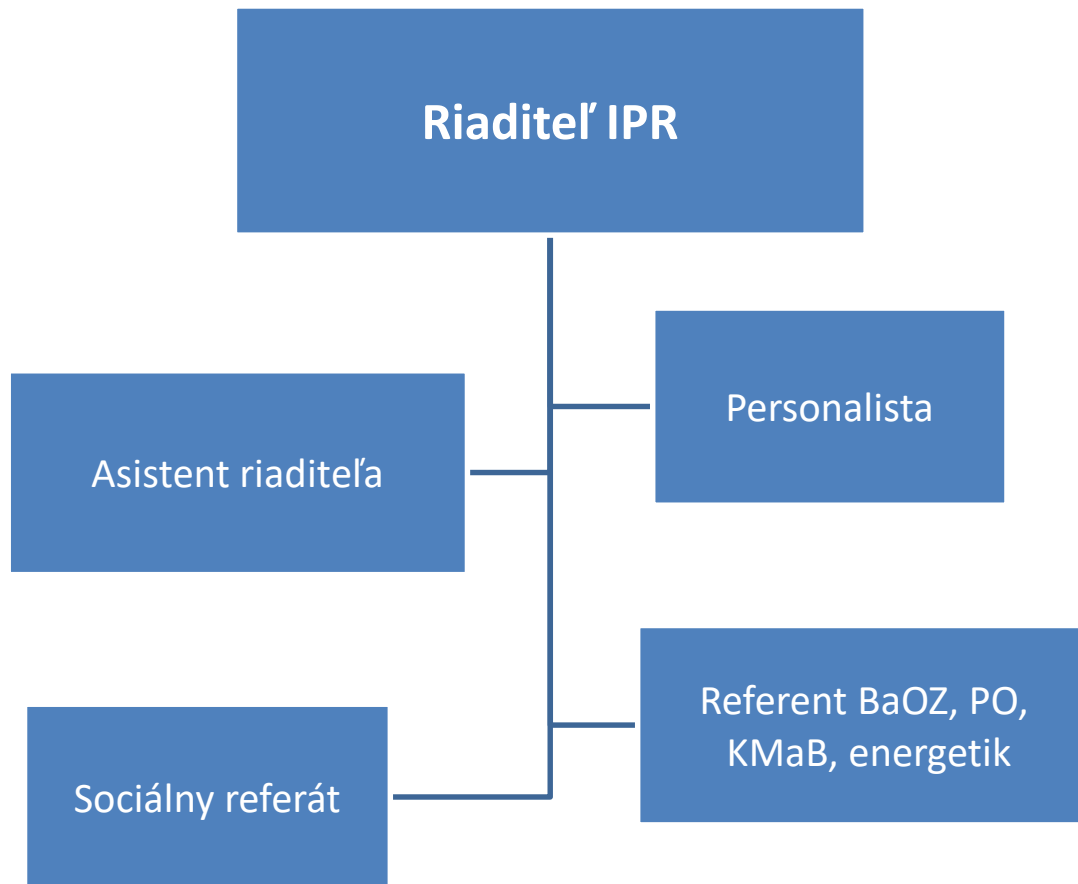 Riaditeľ IPR
Personalista
Asistent riaditeľa
Referent BaOZ, PO,
KMaB, energetik
Sociálny referát